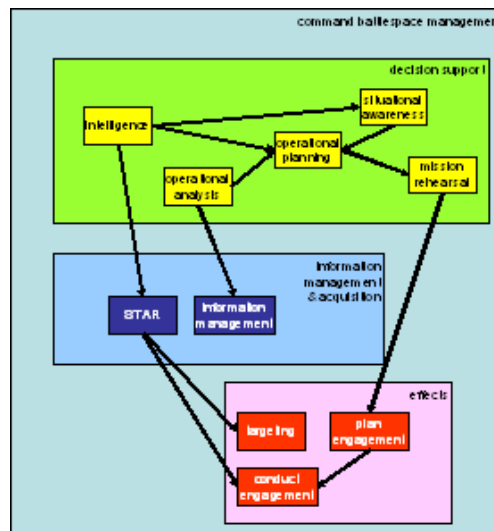 command battlespace management
decision support
situational
awareness
intelligence
operational
planning
mission
rehearsal
operational
analysis
information
management
& acquisition
STAR
information
management
effects
targeting
plan
engagement
conduct
engagement